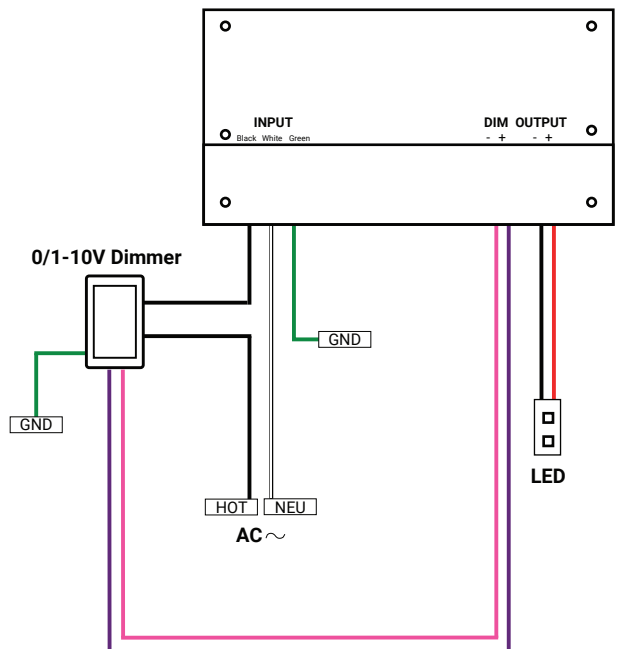 INPUT
DIM OUTPUT
Black White Green
- + - +
0/1-10V Dimmer
GND
GND
LED
HOT NEU
AC ~